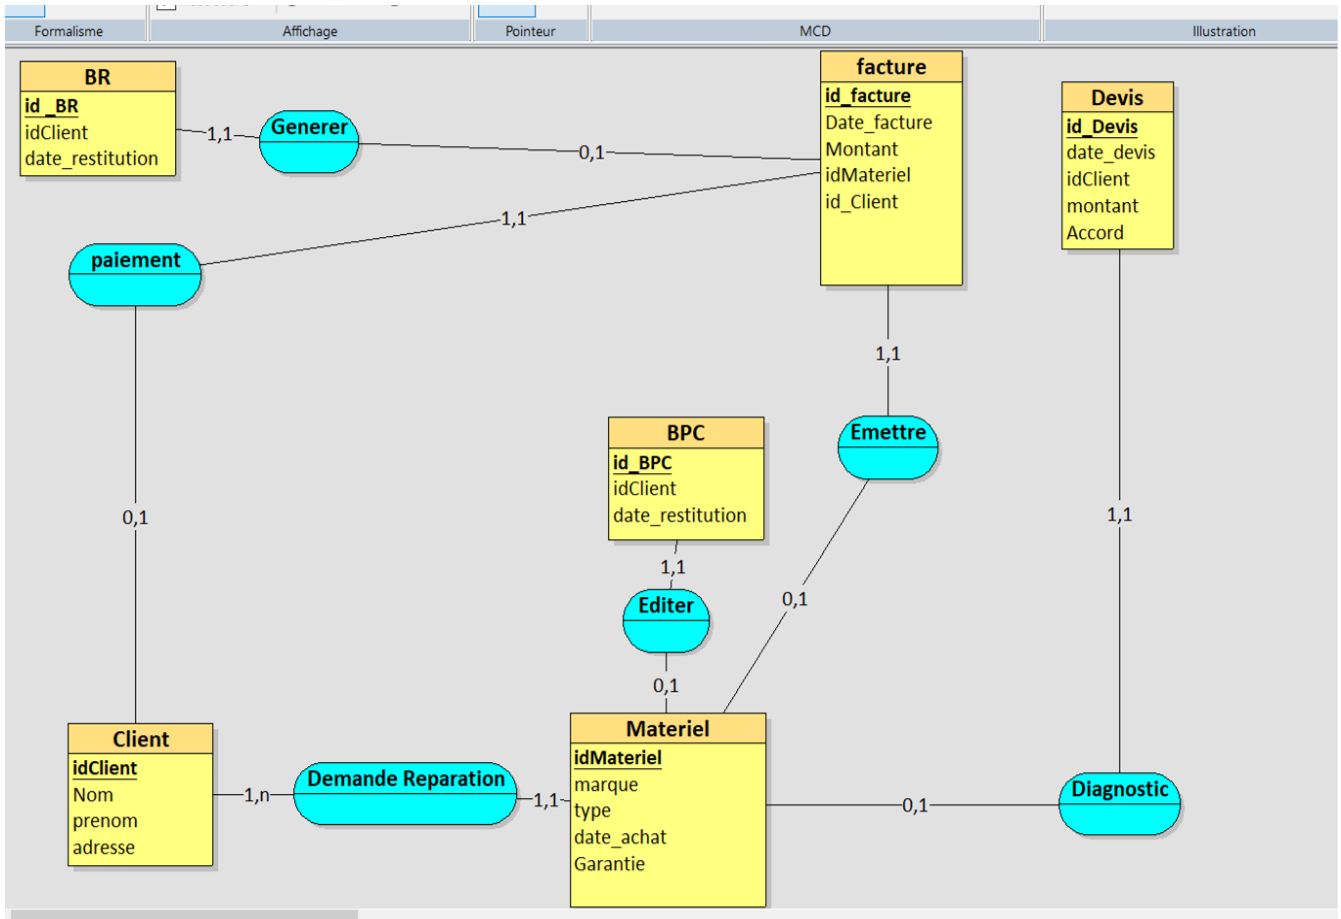 Formalisme
Affichage
Pointeur
MCD
Illustration
BR
id _BR
idClient
date_restitution
1,1
Generer
0,1
facture
id_facture
Date_facture
Montant
idMateriel
id_Client
Devis
id_Devis
date_devis
idClient
montant
Accord
1,1
paiement
1,1
Emettre
BPC
id_BPC
idClient
date_restitution
0,1
1,1
1,1
Editer
0,1
0,1
Client
idClient
Nom
prenom
adresse
1,n
Demande Reparation
1,1
Materiel
idMateriel
marque
type
date_achat
Garantie
0,1
Diagnostic